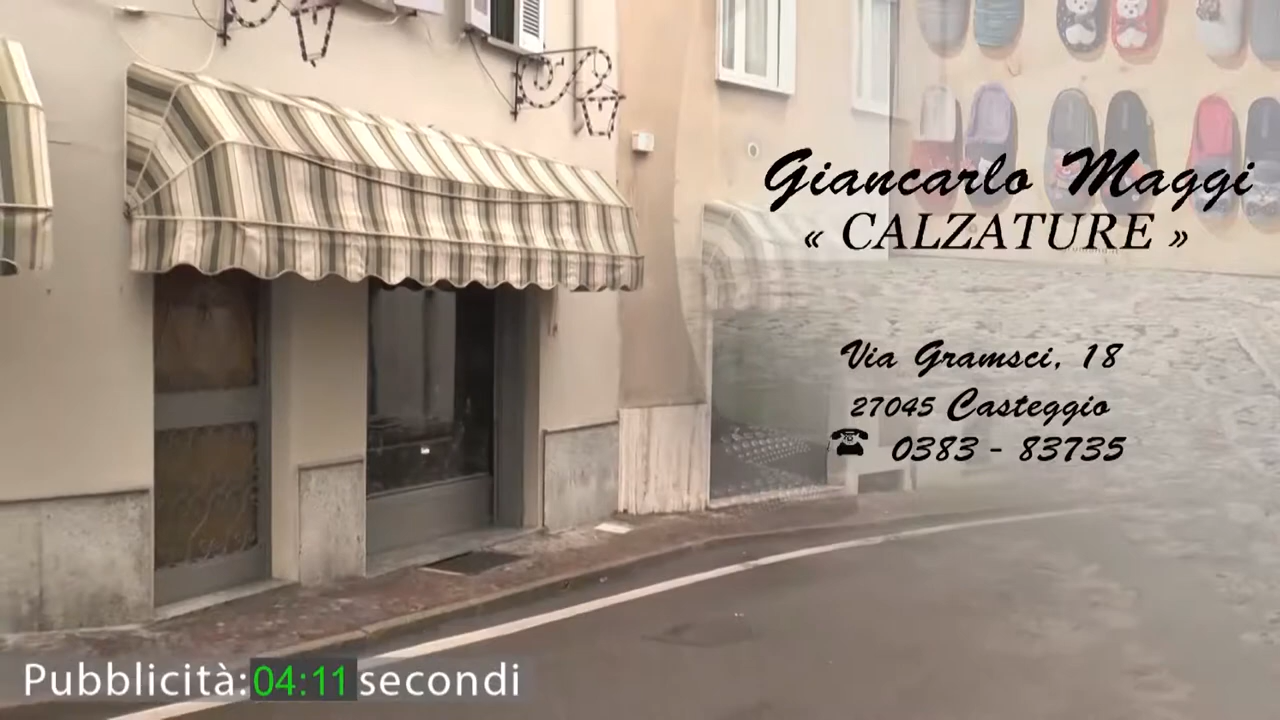 Giancarlo Maggi
« CALZATURE »
Via Gramsci, 18
27045 Casteggio
☎ 0383 - 83735
Pubblicità: 04:11 secondi